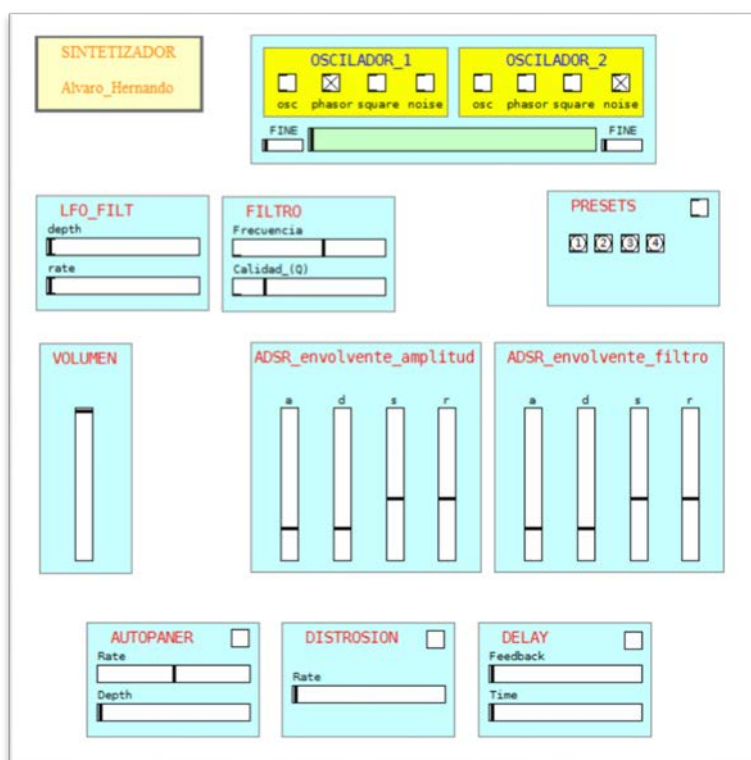 SINTETIZADOR
Alvaro_Hernando
OSCILADOR_1
osc phasor square noise
OSCILADOR_2
osc phasor square noise
FINE
FINE
LFO_FILT
depth
rate
FILTRO
Frecuencia
Calidad_(Q)
PRESETS
1 2 3 4
VOLUMEN
ADSR_envolvente_amplitud
a d s r
ADSR_envolvente_filtro
a d s r
AUTOPANER
Rate
Depth
DISTROSION
Rate
DELAY
Feedback
Time